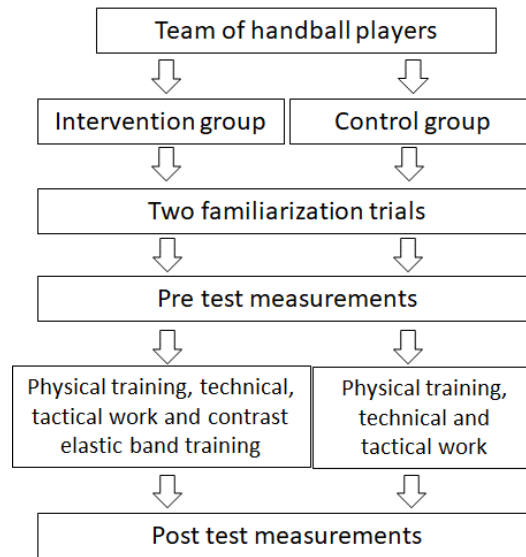 Team of handball players
Intervention group
Control group
Two familiarization trials
Pre test measurements
Physical training, technical,
tactical work and contrast
elastic band training
Physical training,
technical and
tactical work
Post test measurements